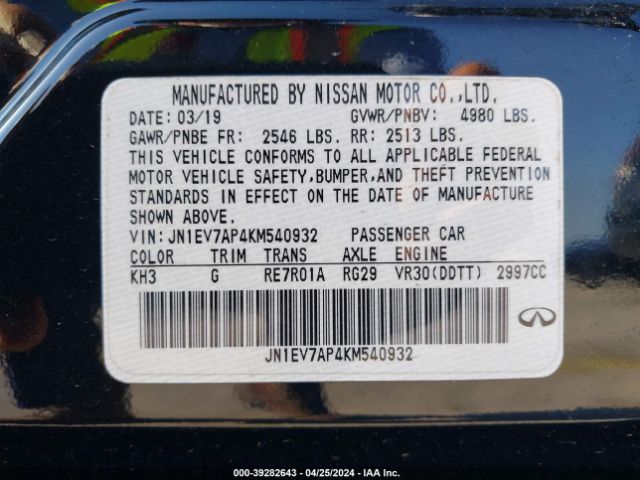 MANUFACTURED BY NISSAN MOTOR CO.,LTD.
DATE: 03/19 GVWR/PNBV: 4980 LBS.
GAWR/PNBE FR: 2546 LBS. RR: 2513 LBS.
THIS VEHICLE CONFORMS TO ALL APPLICABLE FEDERAL
MOTOR VEHICLE SAFETY, BUMPER, AND THEFT PREVENTION
STANDARDS IN EFFECT ON THE DATE OF MANUFACTURE
SHOWN ABOVE.
VIN: JN1EV7AP4KM540932 PASSENGER CAR
COLOR TRIM TRANS AXLE ENGINE
KH3 G RE7R01A RG29 VR30(DDTT) 2997CC
JN1EV7AP4KM540932
000-39282643 - 04/25/2024 - IAA Inc.